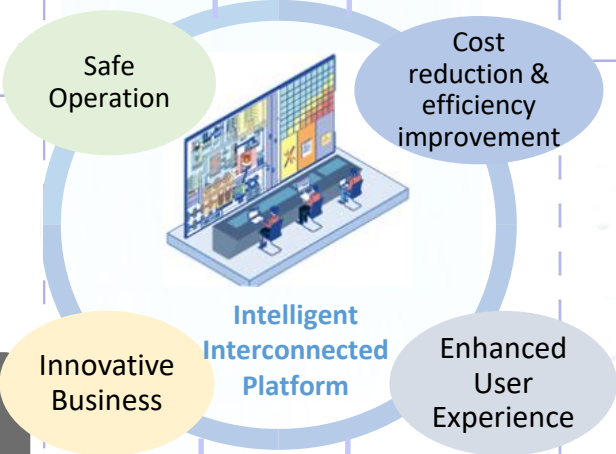 Safe
Operation
Cost
reduction &
efficiency
improvement
Intelligent
Interconnected
Platform
Innovative
Business
Enhanced
User
Experience